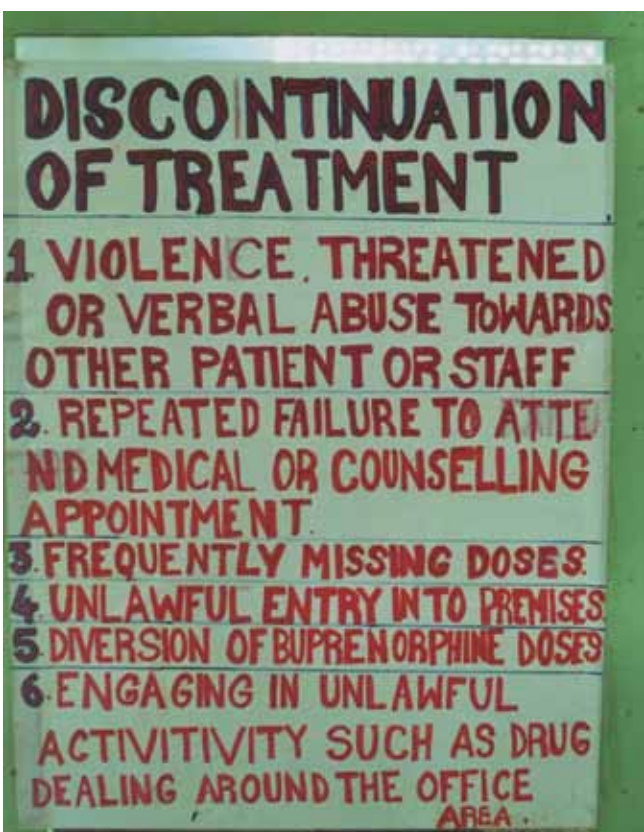 DISCONTINUATION
OF TREATMENT
1. VIOLENCE, THREATENED
OR VERBAL ABUSE TOWARDS
OTHER PATIENT OR STAFF
2. REPEATED FAILURE TO ATTE
ND MEDICAL OR COUNSELLING
APPOINTMENT.
3. FREQUENTLY MISSING DOSES.
4. UNLAWFUL ENTRY INTO PREMISES
5. DIVERSION OF BUPRENORPHINE DOSES
6. ENGAGING IN UNLAWFUL
ACTIVITIVITY SUCH AS DRUG
DEALING AROUND THE OFFICE
AREA.